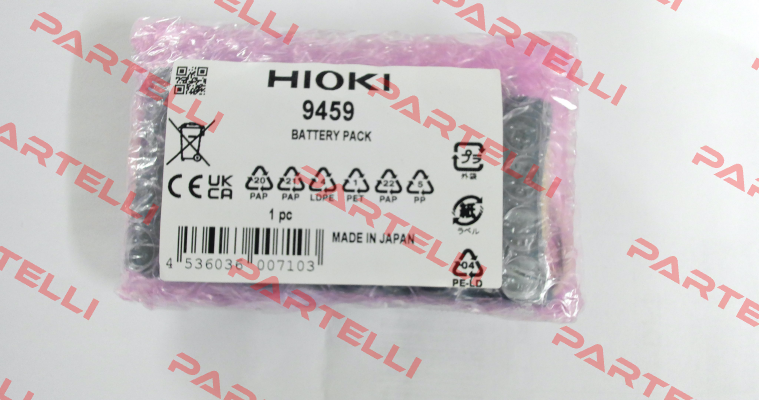 HIOKI
9459
BATTERY PACK
CE UK CA
20 PAP
21 PAP
4 LDPE
1 PET
22 PAP
5 PP
プラ
外装
紙
ラベル
04
PE-LD
1 pc
MADE IN JAPAN
4 536036 007103
PARTELLI
PARTELLI
PARTELLI
PARTELLI
PARTELLI
PARTELLI
PARTELLI
PARTELLI